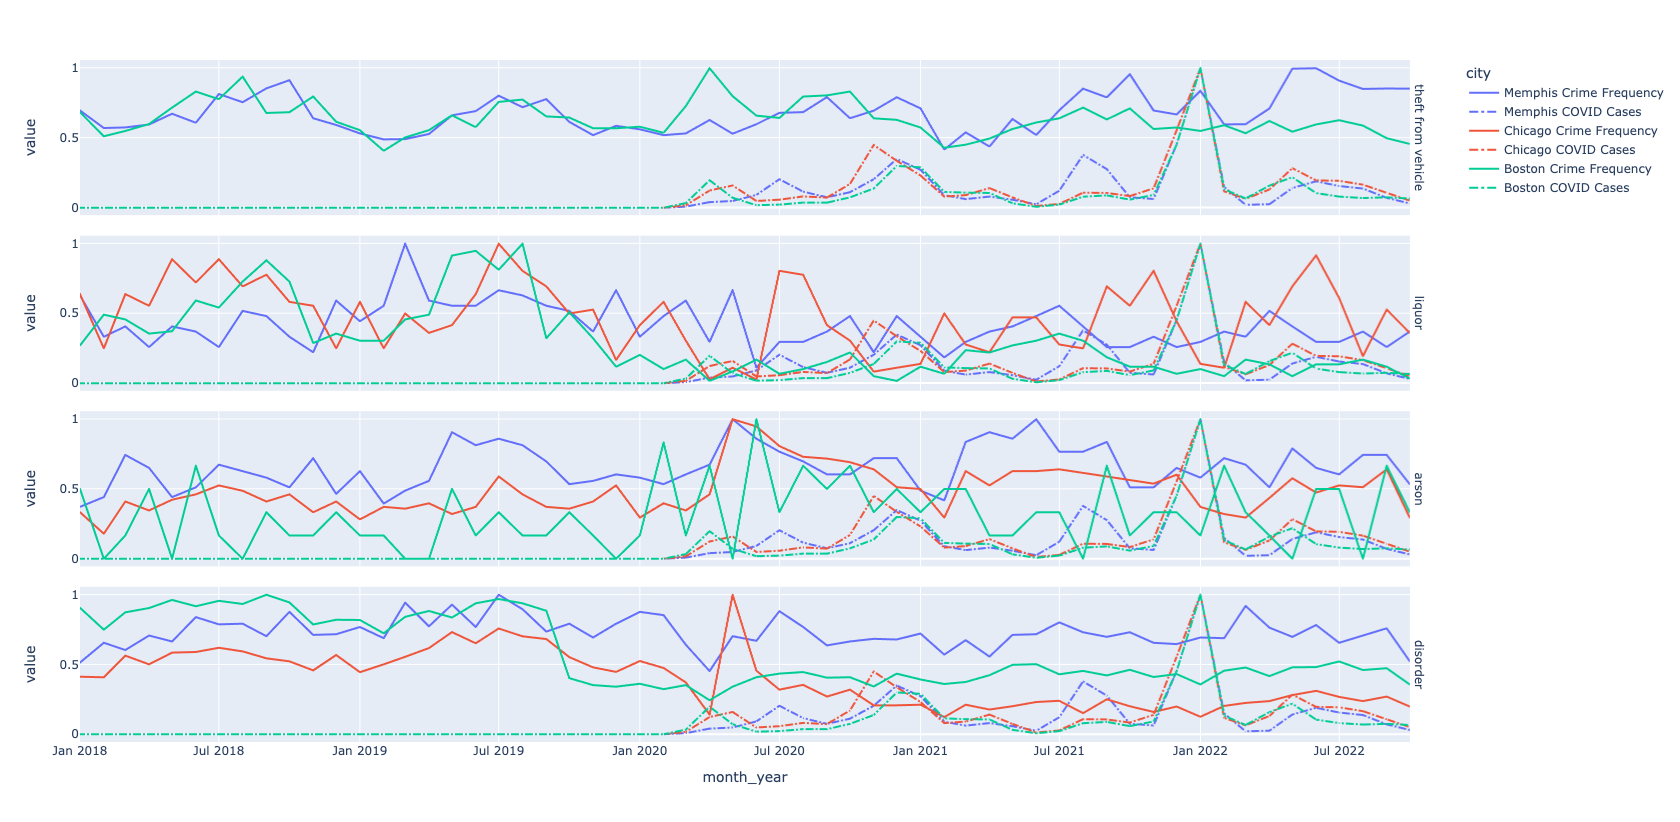 city
Memphis Crime Frequency
Memphis COVID Cases
Chicago Crime Frequency
Chicago COVID Cases
Boston Crime Frequency
Boston COVID Cases
1
0.5
0
value
theft from vehicle
1
0.5
0
value
liquor
1
0.5
0
value
arson
1
0.5
0
value
disorder
Jan 2018 Jul 2018 Jan 2019 Jul 2019 Jan 2020 Jul 2020 Jan 2021 Jul 2021 Jan 2022 Jul 2022
month_year